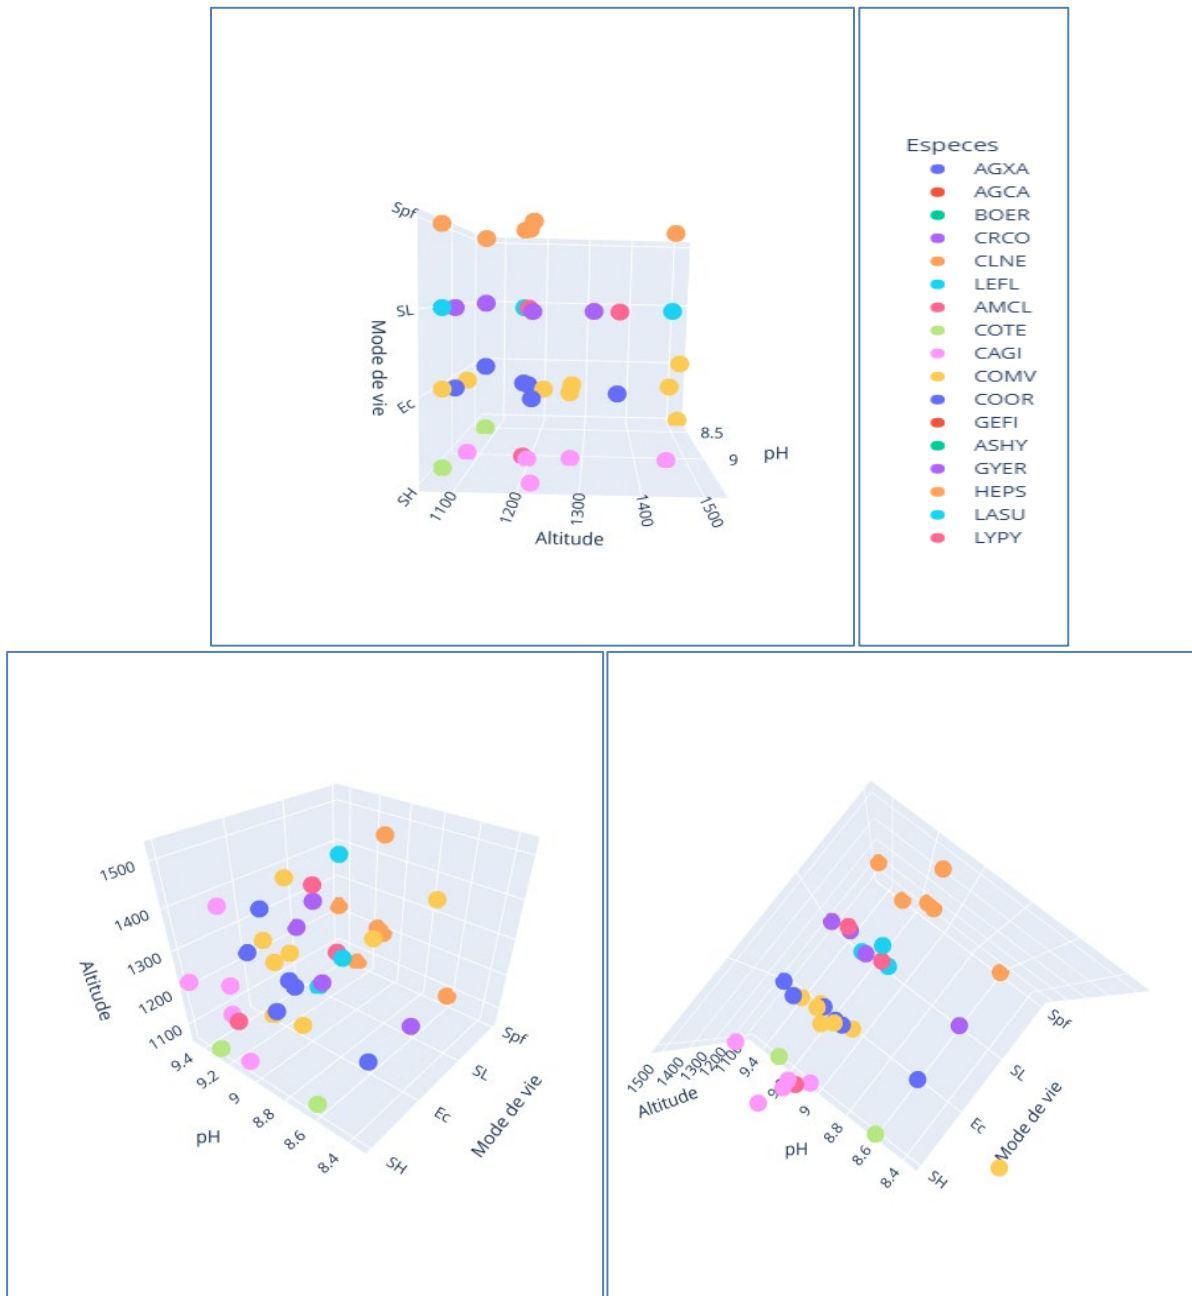 Especes
AGXA
AGCA
BOER
CRCO
CLNE
LEFL
AMCL
COTE
CAGI
COMV
COOR
GEFI
ASHY
GYER
HEPS
LASU
LYPY
Spf
SL
Mode de vie
Ec
SH
8.5
9
pH
1100
1200
1300
1400
1500
Altitude
1500
1400
1300
1200
1100
Altitude
9.4
9.2
9
8.8
8.6
8.4
pH
Spf
SL
Ec
SH
Mode de vie
1500
1400
1300
1200
1100
Altitude
9.4
9
8.8
8.6
8.4
pH
Spf
SL
Ec
SH
Mode de vie